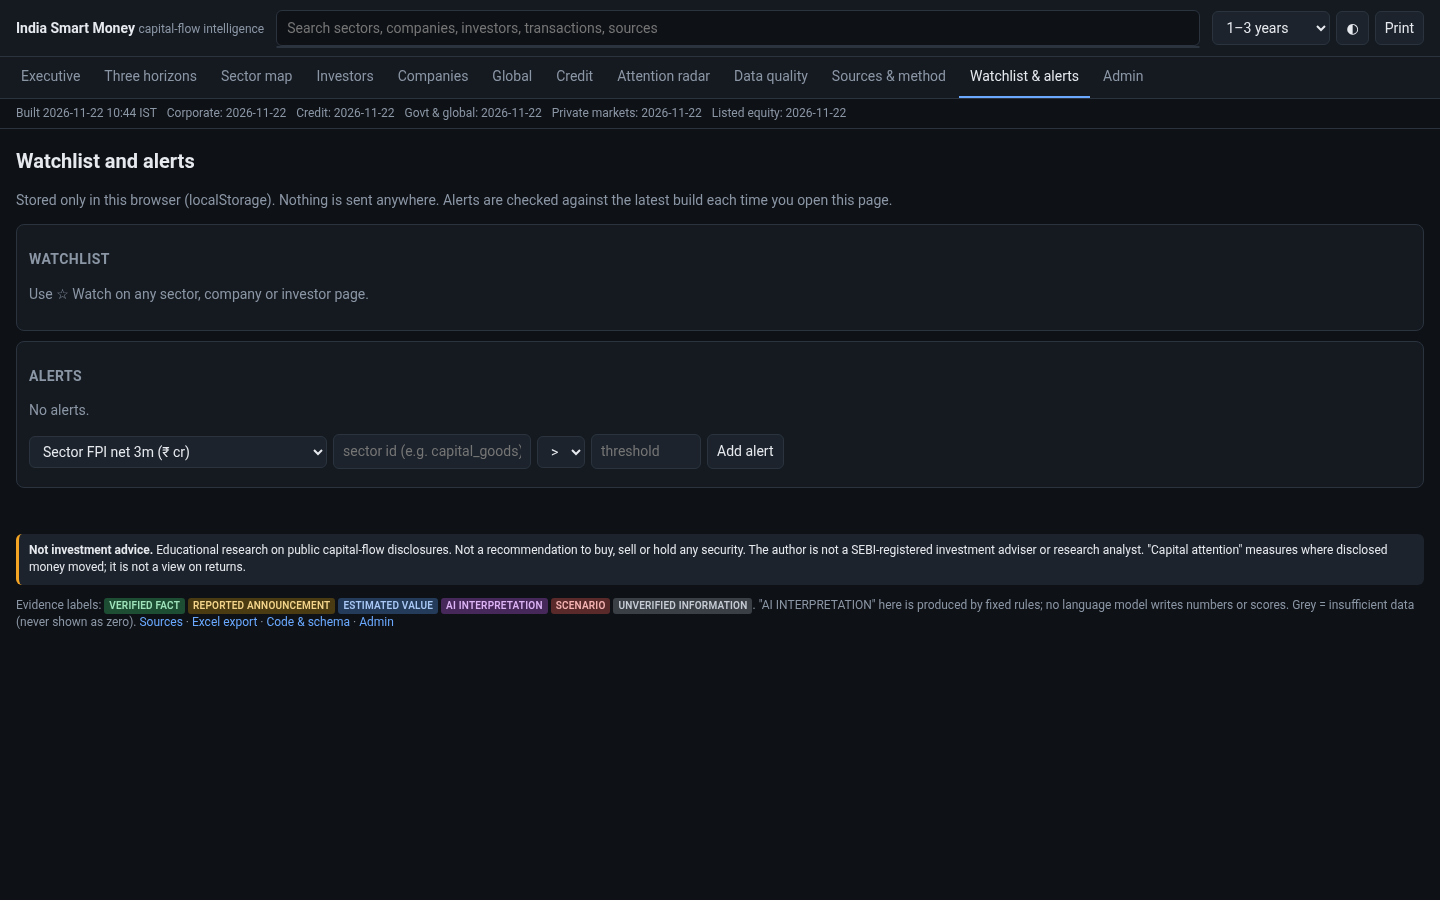 India Smart Money capital-flow intelligence
Search sectors, companies, investors, transactions, sources
1–3 years
Print
Executive Three horizons Sector map Investors Companies Global Credit Attention radar Data quality Sources & method Watchlist & alerts Admin
Built 2026-11-22 10:44 IST Corporate: 2026-11-22 Credit: 2026-11-22 Govt & global: 2026-11-22 Private markets: 2026-11-22 Listed equity: 2026-11-22
Watchlist and alerts
Stored only in this browser (localStorage). Nothing is sent anywhere. Alerts are checked against the latest build each time you open this page.
WATCHLIST
Use ☆ Watch on any sector, company or investor page.
ALERTS
No alerts.
Sector FPI net 3m (₹ cr) sector id (e.g. capital_goods) > threshold Add alert
Not investment advice. Educational research on public capital-flow disclosures. Not a recommendation to buy, sell or hold any security. The author is not a SEBI-registered investment adviser or research analyst. "Capital attention" measures where disclosed
money moved; it is not a view on returns.
Evidence labels: VERIFIED FACT REPORTED ANNOUNCEMENT ESTIMATED VALUE AI INTERPRETATION SCENARIO UNVERIFIED INFORMATION. "AI INTERPRETATION" here is produced by fixed rules; no language model writes numbers or scores. Grey = insufficient data
(never shown as zero). Sources · Excel export · Code & schema · Admin